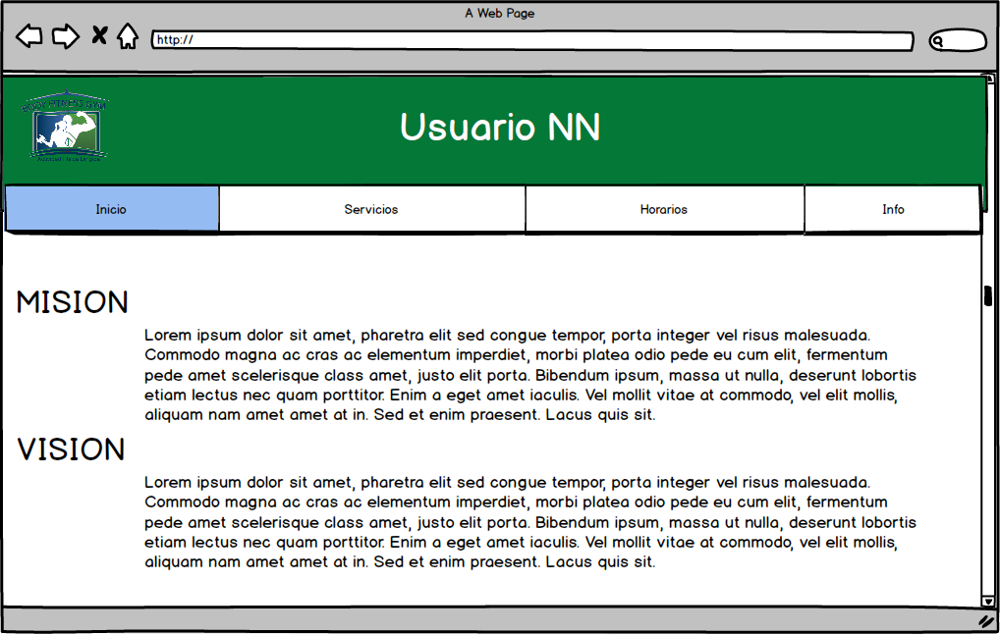 A Web Page
http://
BODY FITNESS GYM
Usuario NN
Inicio
Servicios
Horarios
Info
MISION
Lorem ipsum dolor sit amet, pharetra elit sed congue tempor, porta integer vel risus malesuada.
Commodo magna ac cras ac elementum imperdiet, morbi platea odio pede eu cum elit, fermentum
pede amet scelerisque class amet, justo elit porta. Bibendum ipsum, massa ut nulla, deserunt lobortis
etiam lectus nec quam porttitor. Enim a eget amet iaculis. Vel mollit vitae at commodo, vel elit mollis,
aliquam nam amet amet at in. Sed et enim praesent. Lacus quis sit.
VISION
Lorem ipsum dolor sit amet, pharetra elit sed congue tempor, porta integer vel risus malesuada.
Commodo magna ac cras ac elementum imperdiet, morbi platea odio pede eu cum elit, fermentum
pede amet scelerisque class amet, justo elit porta. Bibendum ipsum, massa ut nulla, deserunt lobortis
etiam lectus nec quam porttitor. Enim a eget amet iaculis. Vel mollit vitae at commodo, vel elit mollis,
aliquam nam amet amet at in. Sed et enim praesent. Lacus quis sit.